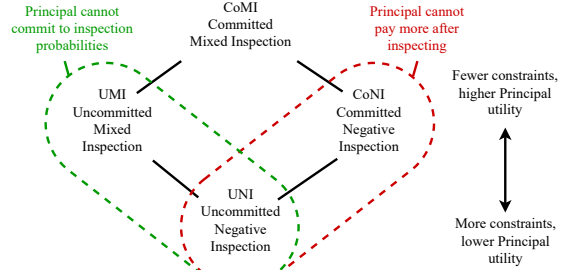 Principal cannot
commit to inspection
probabilities
CoMI
Committed
Mixed Inspection
Principal cannot
pay more after
inspecting
UMI
Uncommitted
Mixed
Inspection
CoNI
Committed
Negative
Inspection
Fewer constraints,
higher Principal
utility
UNI
Uncommitted
Negative
Inspection
More constraints,
lower Principal
utility